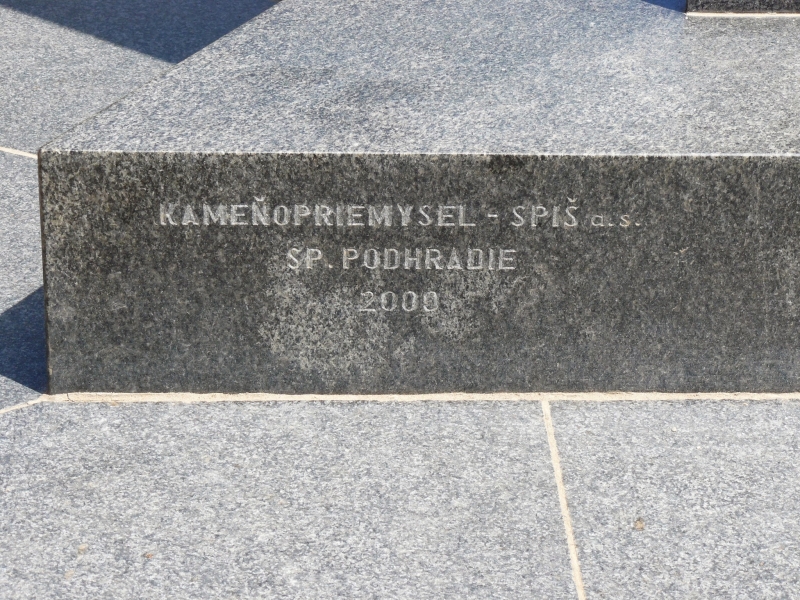 KAMEŇOPRIEMYSEL - SPIŠ a.s.
SP. PODHRADIE
2000